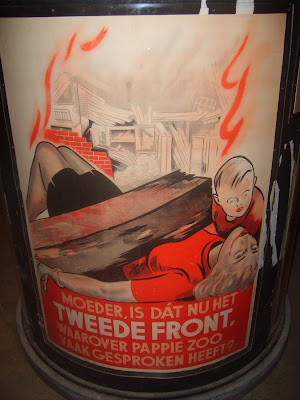 MOEDER, IS DÁT NU HET
TWEEDE FRONT,
WAAROVER PAPPIE ZOO
VAAK GESPROKEN HEEFT?